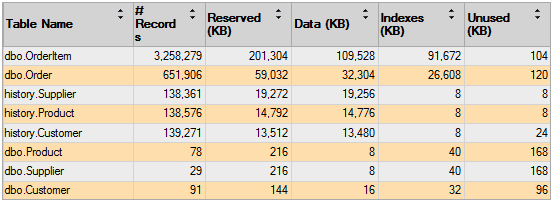 Table Name # Records Reserved (KB) Data (KB) Indexes (KB) Unused (KB)
dbo.OrderItem 3,258,279 201,304 109,528 91,672 104
dbo.Order 651,906 59,032 32,304 26,608 120
history.Supplier 138,361 19,272 19,256 8 8
history.Product 138,576 14,792 14,776 8 8
history.Customer 139,271 13,512 13,480 8 24
dbo.Product 78 216 8 40 168
dbo.Supplier 29 216 8 40 168
dbo.Customer 91 144 16 32 96